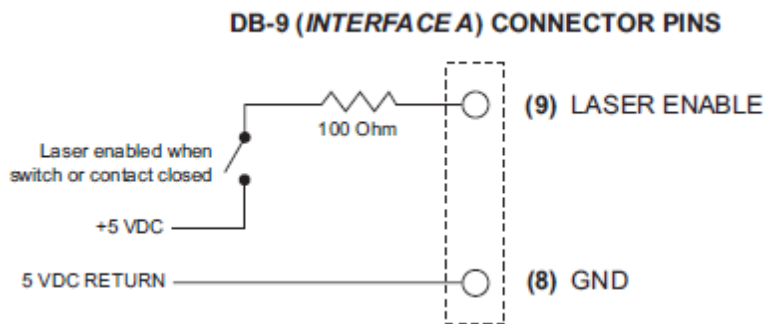 DB-9 (INTERFACE A) CONNECTOR PINS
(9) LASER ENABLE
100 Ohm
Laser enabled when
switch or contact closed
+5 VDC
5 VDC RETURN
(8) GND